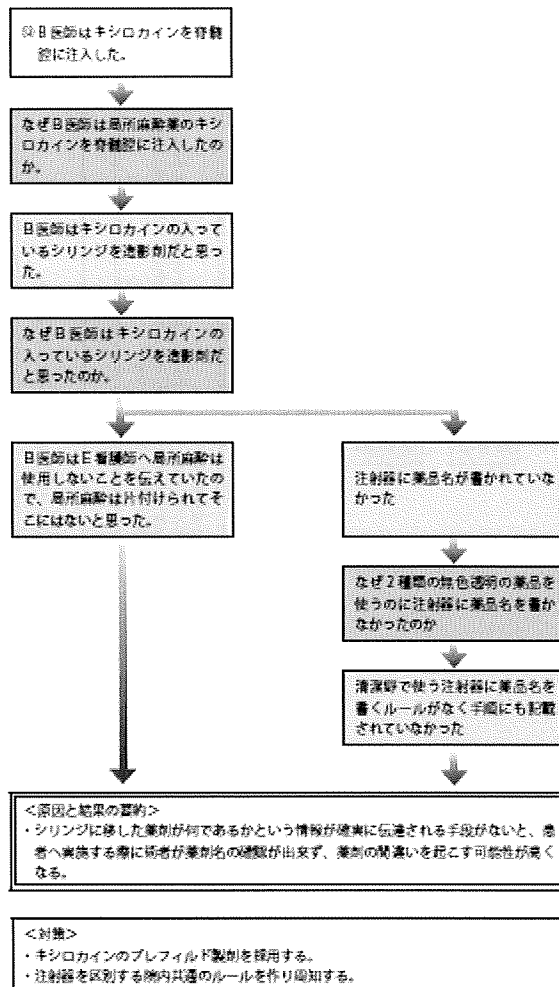 ⑫B医師はキシロカインを脊髄
腔に注入した。
なぜB医師は局所麻酔薬のキシ
ロカインを脊髄腔に注入したの
か。
B医師はキシロカインの入って
いるシリンジを造影剤だと思っ
た。
なぜB医師はキシロカインの
入っているシリンジを造影剤だ
と思ったのか。
B医師はE看護師へ局所麻酔は
使用しないことを伝えていたの
で、局所麻酔は片付けられてそ
こにはないと思った。
注射器に薬品名が書かれていな
かった
なぜ2種類の無色透明の薬品を
使うのに注射器に薬品名を書か
なかったのか
清潔野で使う注射器に薬品名を
書くルールがなく手順にも記載
されていなかった
<原因と結果の要約>
・シリンジに移した薬剤が何であるかという情報が確実に伝達される手段がないと、患
者へ実施する際に術者が薬剤名の確認が出来ず、薬剤の間違いを起こす可能性が高く
なる。
<対策>
・キシロカインのプレフィルド製剤を採用する。
・注射器を区別する院内共通のルールを作り周知する。